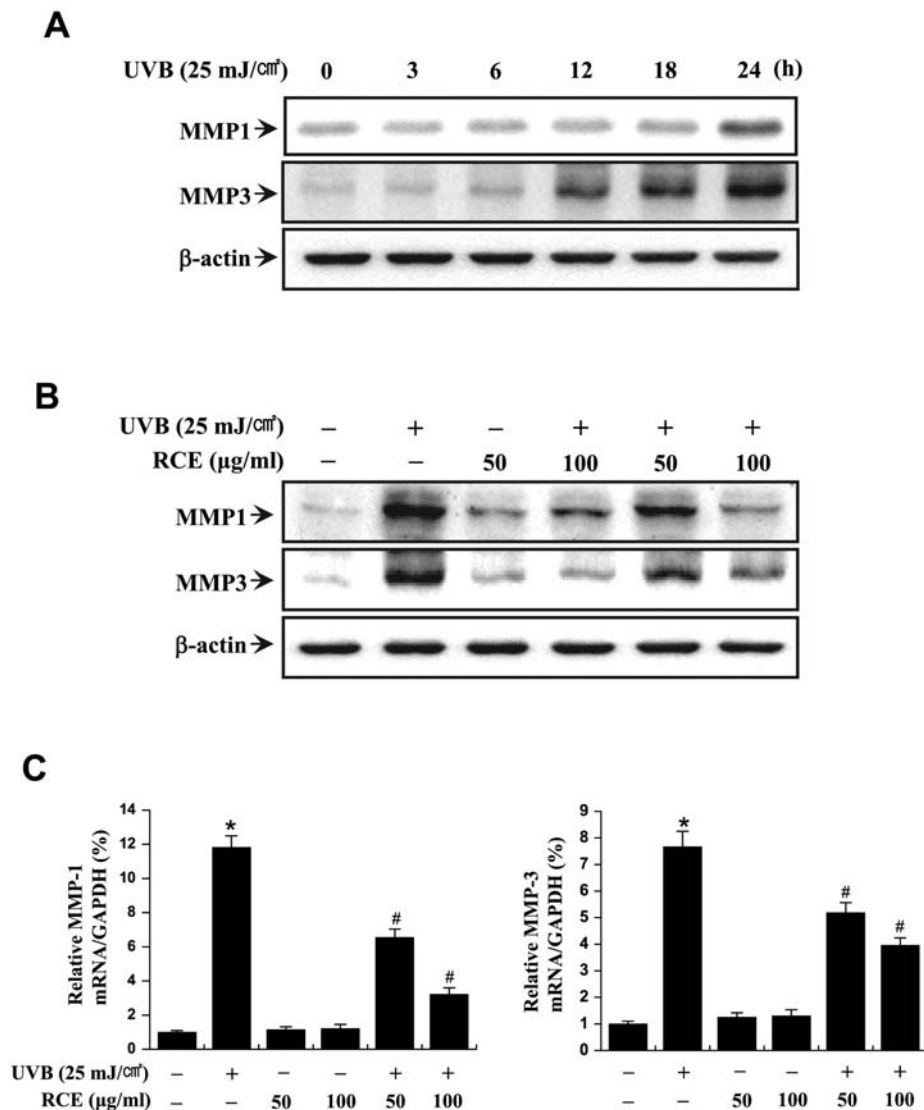 A
UVB (25 mJ/㎠) 0 3 6 12 18 24 (h)
MMP1
MMP3
β-actin
B
UVB (25 mJ/㎠) – + – + + +
RCE (μg/ml) – – 50 100 50 100
MMP1
MMP3
β-actin
C
Relative MMP-1
mRNA/GAPDH (%)
14
12
10
8
6
4
2
0
* # #
UVB (25 mJ/㎠) – + – – + +
RCE (μg/ml) – – 50 100 50 100
Relative MMP-3
mRNA/GAPDH (%)
9
8
7
6
5
4
3
2
1
0
* # #
– + – – + +
– – 50 100 50 100